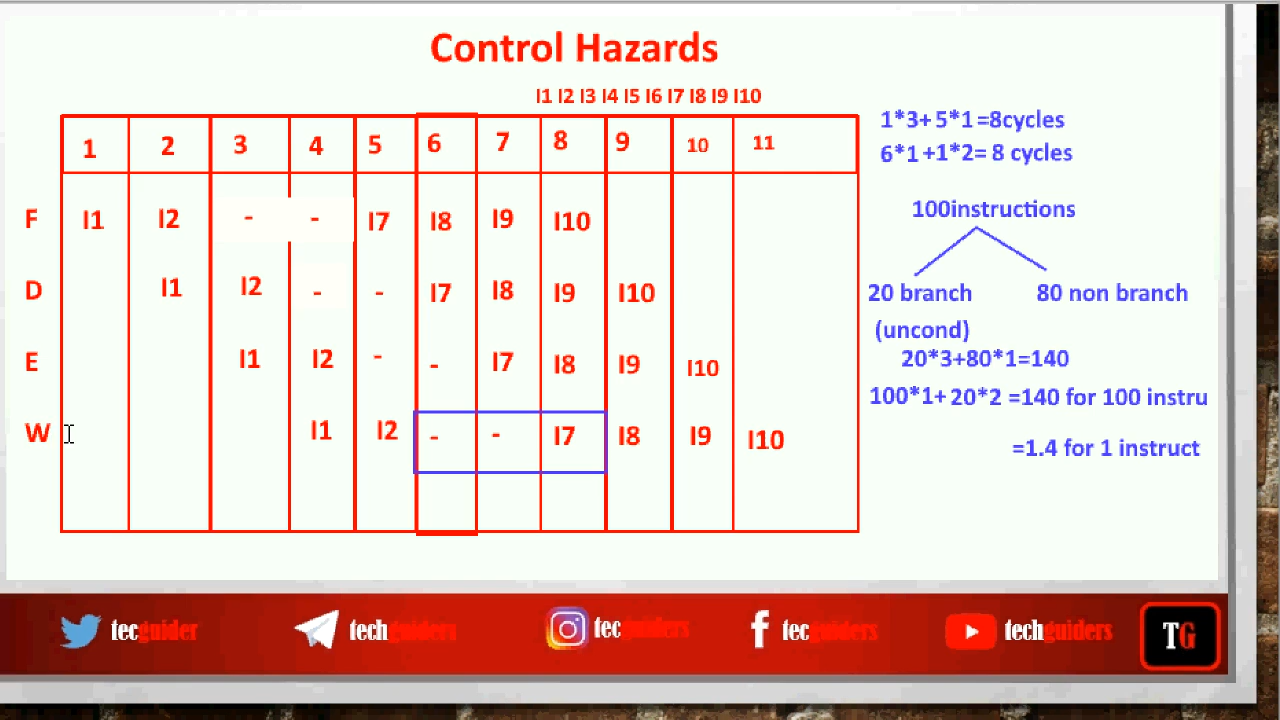 Control Hazards
I1 I2 I3 I4 I5 I6 I7 I8 I9 I10
1 2 3 4 5 6 7 8 9 10 11
F I1 I2 - - I7 I8 I9 I10
D I1 I2 - - I7 I8 I9 I10
E I1 I2 - - I7 I8 I9 I10
W I1 I2 - - I7 I8 I9 I10
1*3+5*1=8cycles
6*1+1*2= 8 cycles
100instructions
20 branch 80 non branch
(uncond)
20*3+80*1=140
100*1+20*2 =140 for 100 instru
=1.4 for 1 instruct
tecguider techguiders tecguiders tecguiders techguiders TG